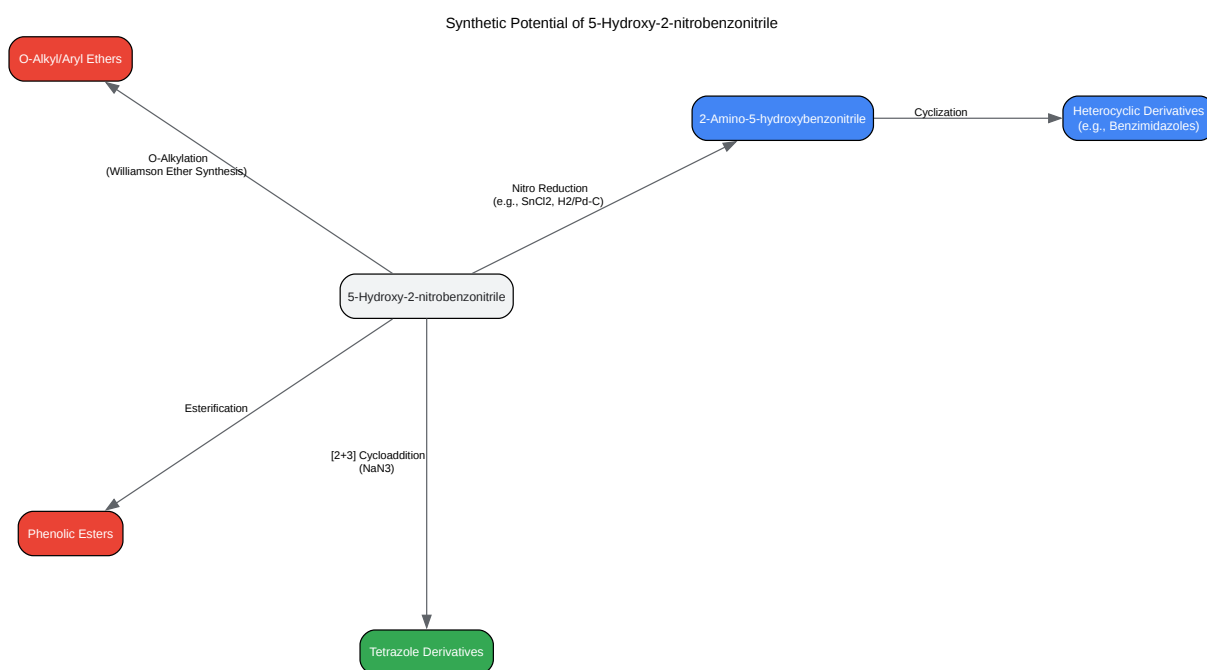 Synthetic Potential of 5-Hydroxy-2-nitrobenzonitrile
O-Alkyl/Aryl Ethers
2-Amino-5-hydroxybenzonitrile
Cyclization
Heterocyclic Derivatives
(e.g., Benzimidazoles)
O-Alkylation
(Williamson Ether Synthesis)
Nitro Reduction
(e.g., SnCl2, H2/Pd-C)
5-Hydroxy-2-nitrobenzonitrile
Esterification
[2+3] Cycloaddition
(NaN3)
Phenolic Esters
Tetrazole Derivatives